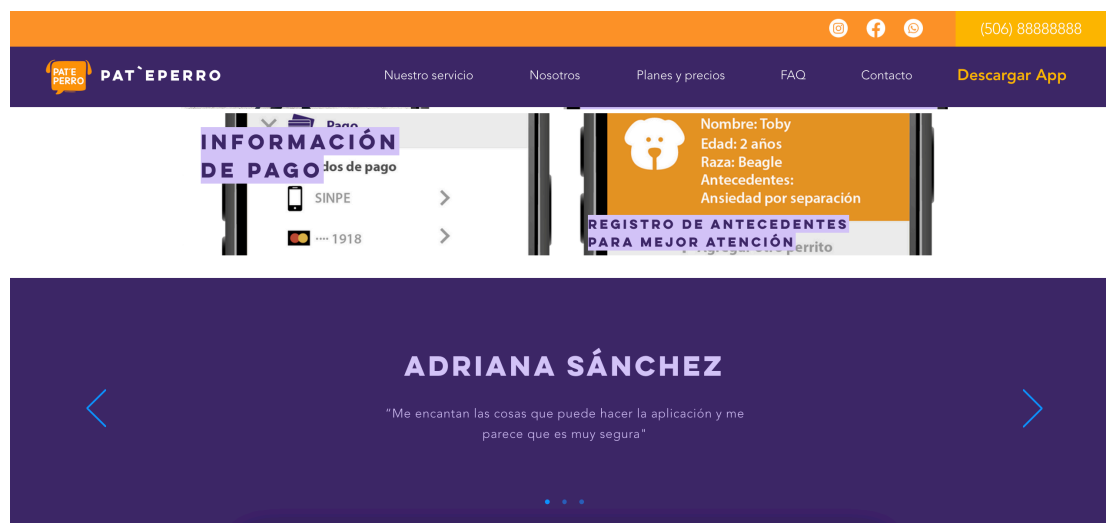 (506) 88888888
PAT E
PERRO
PAT`EPERRO
Nuestro servicio
Nosotros
Planes y precios
FAQ
Contacto
Descargar App
Pago
INFORMACIÓN
DE PAGO
dos de pago
SINPE
···· 1918
Nombre: Toby
Edad: 2 años
Raza: Beagle
Antecedentes:
Ansiedad por separación
REGISTRO DE ANTECEDENTES
PARA MEJOR ATENCIÓN
Agregar otro perrito
ADRIANA SÁNCHEZ
"Me encantan las cosas que puede hacer la aplicación y me
parece que es muy segura"